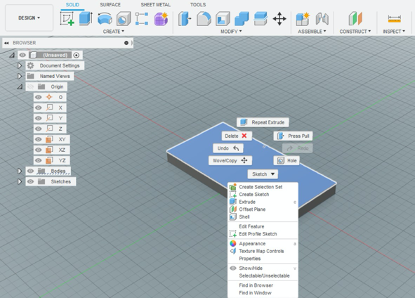 SOLID SURFACE SHEET METAL TOOLS
DESIGN
CREATE MODIFY ASSEMBLE CONSTRUCT INSPECT
BROWSER
(Unsaved)
Document Settings
Named Views
Origin
O
X
Y
Z
XY
XZ
YZ
Bodies
Sketches
Repeat Extrude
Delete Press Pull
Undo Redo
Move/Copy Hole
Sketch
Create Selection Set
Create Sketch
Extrude
Offset Plane
Shell
Edit Feature
Edit Profile Sketch
Appearance
Texture Map Controls
Properties
Show/Hide
Selectable/Unselectable
Find in Browser
Find in Window